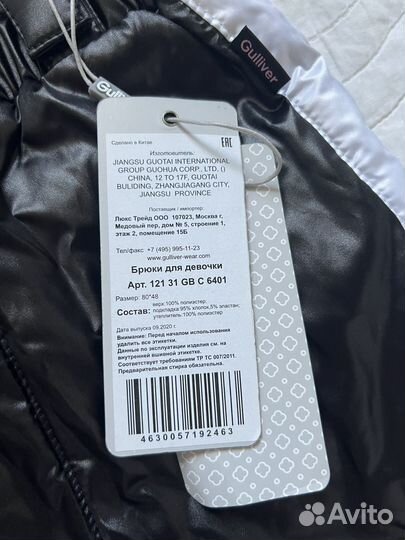 Gulliver
Gulliver
Сделано в Китае
EAC
Изготовитель:
JIANGSU GUOTAI INTERNATIONAL
GROUP GUOHUA CORP., LTD, ()
CHINA, 12 TO 17F, GUOTAI
BULIDING, ZHANGJIAGANG CITY,
JIANGSU PROVINCE
Поставщик / импортер:
Люкс Трейд ООО 107023, Москва г,
Медовый пер, дом № 5, строение 1,
этаж 2, помещение 15Б
Тел/факс +7 (495) 995-11-23
www.gulliver-wear.com
Брюки для девочки
Арт. 121 31 GB C 6401
Размер: 80*48
Состав: верх:100% полиэстер;
подкладка 95% хлопок,5% эластан;
утеплитель:100% полиэстер
Дата выпуска 09.2020 г.
Внимание: Перед началом использования
удалить все этикетки.
Данные по эксплуатации изделия см. на
внутренней вшивной этикетке.
Соответствует требованиям ТР ТС 007/2011.
Предварительная стирка обязательна.
4630057192463
Avito